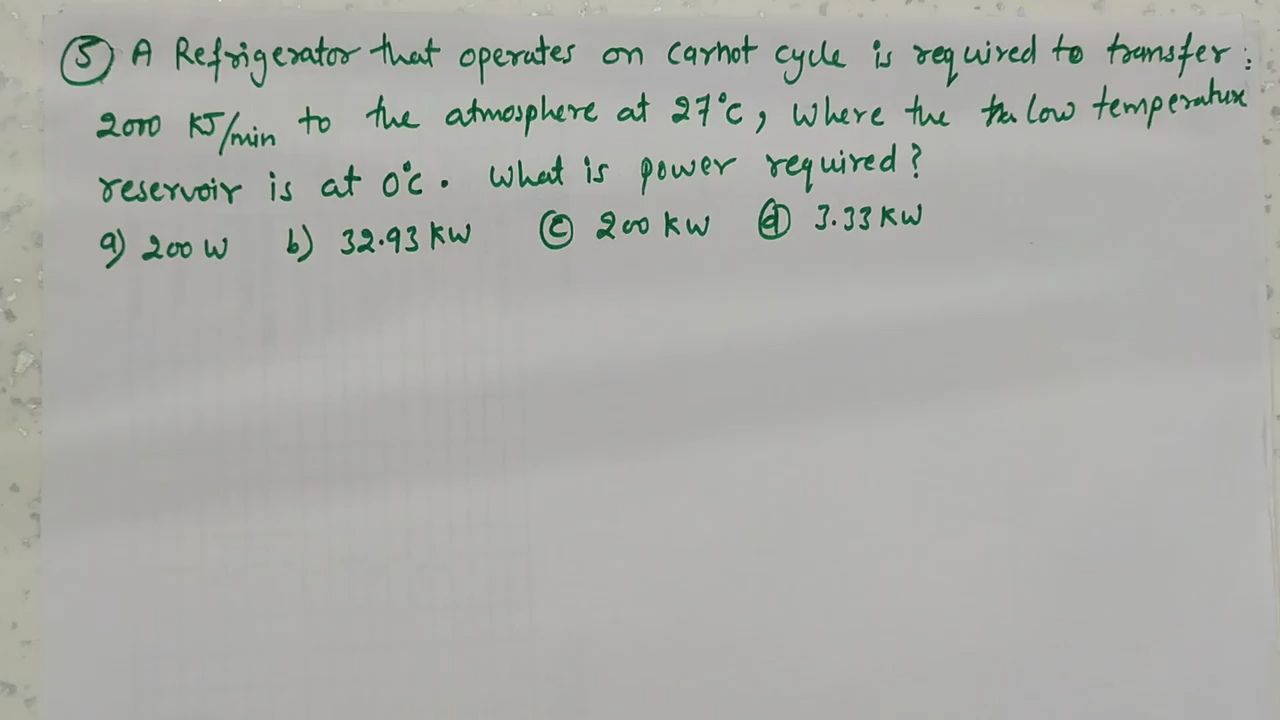 ⑤ A Refrigerator that operates on carnot cycle is required to transfer :
2000 KJ/min to the atmosphere at 27°c, where the low temperature
reservoir is at 0°c. What is power required?
a) 200 W b) 32.93 KW ⓒ 200 KW ⓓ 3.33 KW